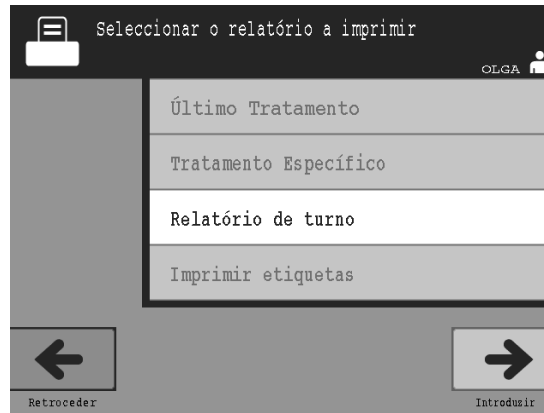 Seleccionar o relatório a imprimir
OLGA
Último Tratamento
Tratamento Específico
Relatório de turno
Imprimir etiquetas
Retroceder
Introduzir